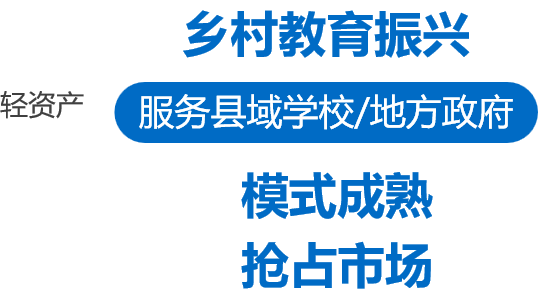 乡村教育振兴
轻资产
服务县域学校/地方政府
模式成熟
抢占市场